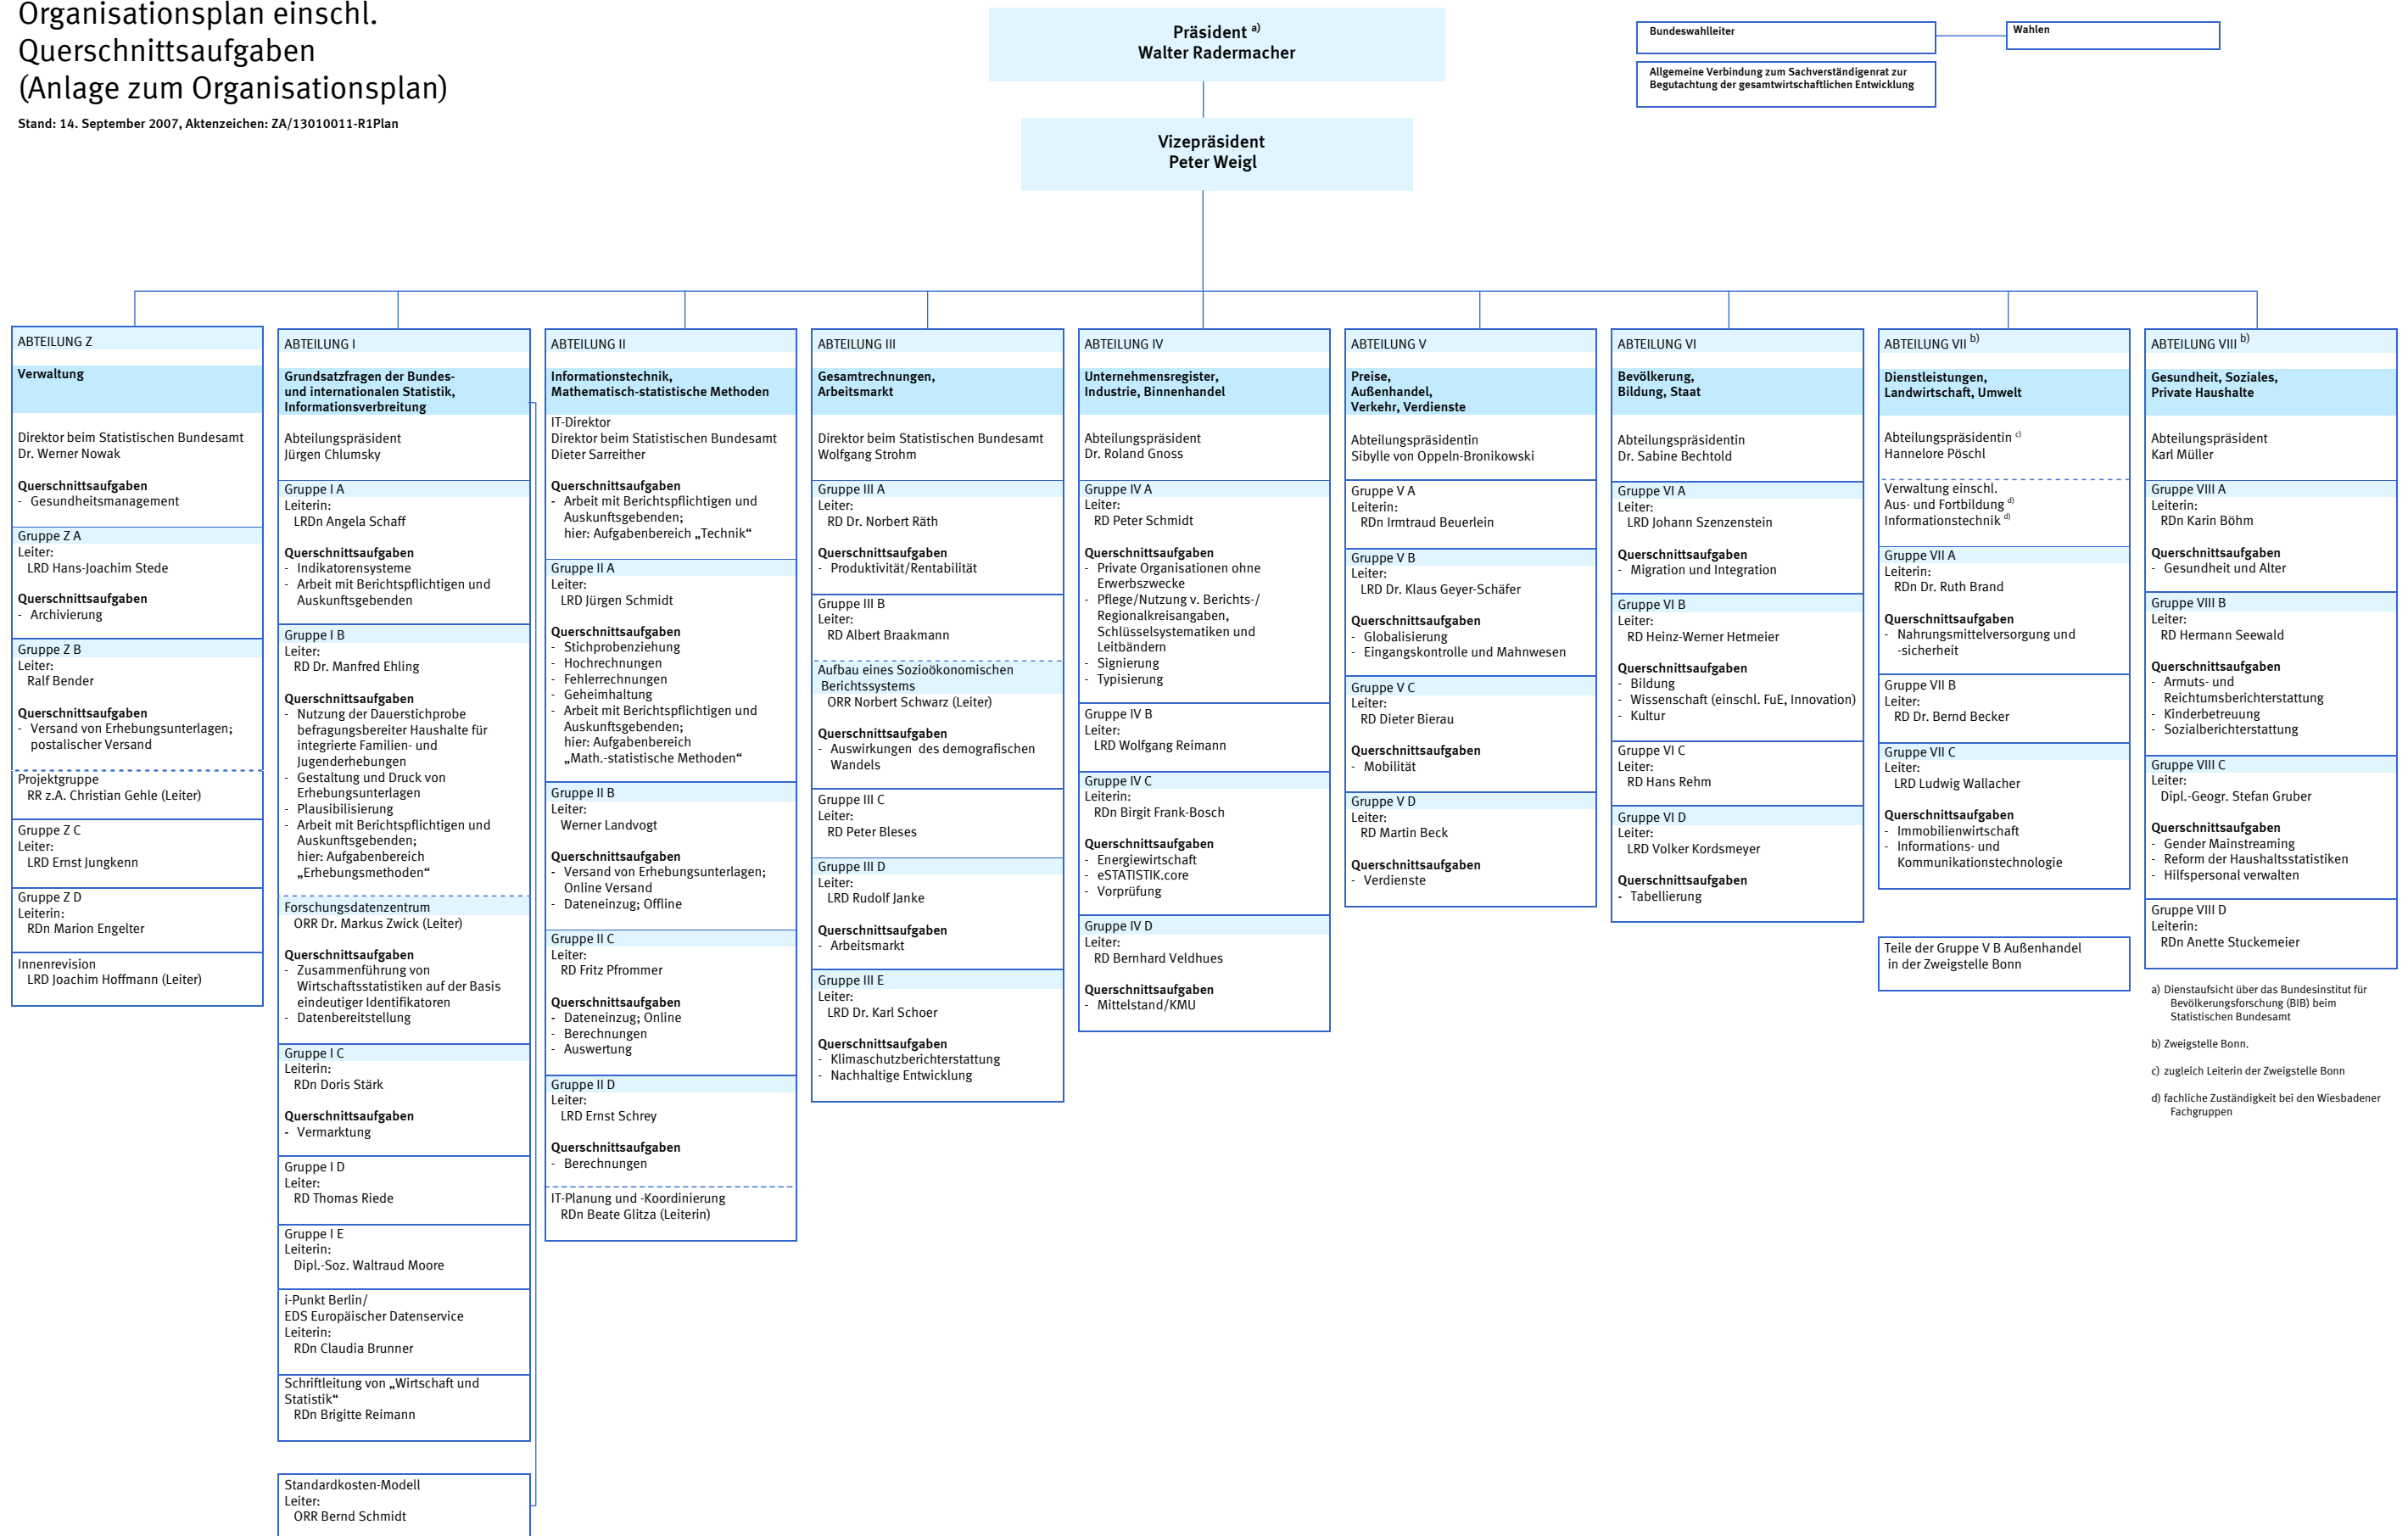 Organisationsplan einschl.
Querschnittsaufgaben
(Anlage zum Organisationsplan)
Stand: 14. September 2007, Aktenzeichen: ZA/13010011-R1Plan
Präsident a)
Walter Radermacher
Vizepräsident
Peter Weigl
Bundeswahlleiter
Wahlen
Allgemeine Verbindung zum Sachverständigenrat zur
Begutachtung der gesamtwirtschaftlichen Entwicklung
ABTEILUNG Z
Verwaltung
Direktor beim Statistischen Bundesamt
Dr. Werner Nowak
Querschnittsaufgaben
- Gesundheitsmanagement
Gruppe Z A
Leiter:
LRD Hans-Joachim Stede
Querschnittsaufgaben
- Archivierung
Gruppe Z B
Leiter:
Ralf Bender
Querschnittsaufgaben
- Versand von Erhebungsunterlagen;
postalischer Versand
Projektgruppe
RR z.A. Christian Gehle (Leiter)
Gruppe Z C
Leiter:
LRD Ernst Jungkenn
Gruppe Z D
Leiterin:
RDn Marion Engelter
Innenrevision
LRD Joachim Hoffmann (Leiter)
ABTEILUNG I
Grundsatzfragen der Bundes-
und internationalen Statistik,
Informationsverbreitung
Abteilungspräsident
Jürgen Chlumsky
Gruppe I A
Leiterin:
LRDn Angela Schaff
Querschnittsaufgaben
- Indikatorensysteme
- Arbeit mit Berichtspflichtigen und
Auskunftsgebenden
Gruppe I B
Leiter:
RD Dr. Manfred Ehling
Querschnittsaufgaben
- Nutzung der Dauerstichprobe
befragungsbereiter Haushalte für
integrierte Familien- und
Jugenderhebungen
- Gestaltung und Druck von
Erhebungsunterlagen
- Plausibilisierung
- Arbeit mit Berichtspflichtigen und
Auskunftsgebenden;
hier: Aufgabenbereich
„Erhebungsmethoden“
Forschungsdatenzentrum
ORR Dr. Markus Zwick (Leiter)
Querschnittsaufgaben
- Zusammenführung von
Wirtschaftsstatistiken auf der Basis
eindeutiger Identifikatoren
- Datenbereitstellung
Gruppe I C
Leiterin:
RDn Doris Stärk
Querschnittsaufgaben
- Vermarktung
Gruppe I D
Leiter:
RD Thomas Riede
Gruppe I E
Leiterin:
Dipl.-Soz. Waltraud Moore
i-Punkt Berlin/
EDS Europäischer Datenservice
Leiterin:
RDn Claudia Brunner
Schriftleitung von „Wirtschaft und
Statistik“
RDn Brigitte Reimann
Standardkosten-Modell
Leiter:
ORR Bernd Schmidt
ABTEILUNG II
Informationstechnik,
Mathematisch-statistische Methoden
IT-Direktor
Direktor beim Statistischen Bundesamt
Dieter Sarreither
Querschnittsaufgaben
- Arbeit mit Berichtspflichtigen und
Auskunftsgebenden;
hier: Aufgabenbereich „Technik“
Gruppe II A
Leiter:
LRD Jürgen Schmidt
Querschnittsaufgaben
- Stichprobenziehung
- Hochrechnungen
- Fehlerrechnungen
- Geheimhaltung
- Arbeit mit Berichtspflichtigen und
Auskunftsgebenden;
hier: Aufgabenbereich
„Math.-statistische Methoden“
Gruppe II B
Leiter:
Werner Landvogt
Querschnittsaufgaben
- Versand von Erhebungsunterlagen;
Online Versand
- Dateneinzug; Offline
Gruppe II C
Leiter:
RD Fritz Pfrommer
Querschnittsaufgaben
- Dateneinzug; Online
- Berechnungen
- Auswertung
Gruppe II D
Leiter:
LRD Ernst Schrey
Querschnittsaufgaben
- Berechnungen
IT-Planung und -Koordinierung
RDn Beate Glitza (Leiterin)
ABTEILUNG III
Gesamtrechnungen,
Arbeitsmarkt
Direktor beim Statistischen Bundesamt
Wolfgang Strohm
Gruppe III A
Leiter:
RD Dr. Norbert Räth
Querschnittsaufgaben
- Produktivität/Rentabilität
Gruppe III B
Leiter:
RD Albert Braakmann
Aufbau eines Sozioökonomischen
Berichtssystems
ORR Norbert Schwarz (Leiter)
Querschnittsaufgaben
- Auswirkungen des demografischen
Wandels
Gruppe III C
Leiter:
RD Peter Bleses
Gruppe III D
Leiter:
LRD Rudolf Janke
Querschnittsaufgaben
- Arbeitsmarkt
Gruppe III E
Leiter:
LRD Dr. Karl Schoer
Querschnittsaufgaben
- Klimaschutzberichterstattung
- Nachhaltige Entwicklung
ABTEILUNG IV
Unternehmensregister,
Industrie, Binnenhandel
Abteilungspräsident
Dr. Roland Gnoss
Gruppe IV A
Leiter:
RD Peter Schmidt
Querschnittsaufgaben
- Private Organisationen ohne
Erwerbszwecke
- Pflege/Nutzung v. Berichts-/
Regionalkreisangaben,
Schlüsselsystematiken und
Leitbändern
- Signierung
- Typisierung
Gruppe IV B
Leiter:
LRD Wolfgang Reimann
Gruppe IV C
Leiterin:
RDn Birgit Frank-Bosch
Querschnittsaufgaben
- Energiewirtschaft
- eSTATISTIK.core
- Vorprüfung
Gruppe IV D
Leiter:
RD Bernhard Veldhues
Querschnittsaufgaben
- Mittelstand/KMU
ABTEILUNG V
Preise,
Außenhandel,
Verkehr, Verdienste
Abteilungspräsidentin
Sibylle von Oppeln-Bronikowski
Gruppe V A
Leiterin:
RDn Irmtraud Beuerlein
Gruppe V B
Leiter:
LRD Dr. Klaus Geyer-Schäfer
Querschnittsaufgaben
- Globalisierung
- Eingangskontrolle und Mahnwesen
Gruppe V C
Leiter:
RD Dieter Bierau
Querschnittsaufgaben
- Mobilität
Gruppe V D
Leiter:
RD Martin Beck
Querschnittsaufgaben
- Verdienste
ABTEILUNG VI
Bevölkerung,
Bildung, Staat
Abteilungspräsidentin
Dr. Sabine Bechtold
Gruppe VI A
Leiter:
LRD Johann Szenzenstein
Querschnittsaufgaben
- Migration und Integration
Gruppe VI B
Leiter:
RD Heinz-Werner Hetmeier
Querschnittsaufgaben
- Bildung
- Wissenschaft (einschl. FuE, Innovation)
- Kultur
Gruppe VI C
Leiter:
RD Hans Rehm
Gruppe VI D
Leiter:
LRD Volker Kordsmeyer
Querschnittsaufgaben
- Tabellierung
ABTEILUNG VII b)
Dienstleistungen,
Landwirtschaft, Umwelt
Abteilungspräsidentin c)
Hannelore Pöschl
Verwaltung einschl.
Aus- und Fortbildung d)
Informationstechnik d)
Gruppe VII A
Leiterin:
RDn Dr. Ruth Brand
Querschnittsaufgaben
- Nahrungsmittelversorgung und
-sicherheit
Gruppe VII B
Leiter:
RD Dr. Bernd Becker
Gruppe VII C
Leiter:
LRD Ludwig Wallacher
Querschnittsaufgaben
- Immobilienwirtschaft
- Informations- und
Kommunikationstechnologie
Teile der Gruppe V B Außenhandel
in der Zweigstelle Bonn
ABTEILUNG VIII b)
Gesundheit, Soziales,
Private Haushalte
Abteilungspräsident
Karl Müller
Gruppe VIII A
Leiterin:
RDn Karin Böhm
Querschnittsaufgaben
- Gesundheit und Alter
Gruppe VIII B
Leiter:
RD Hermann Seewald
Querschnittsaufgaben
- Armuts- und
Reichtumsberichterstattung
- Kinderbetreuung
- Sozialberichterstattung
Gruppe VIII C
Leiter:
Dipl.-Geogr. Stefan Gruber
Querschnittsaufgaben
- Gender Mainstreaming
- Reform der Haushaltsstatistiken
- Hilfspersonal verwalten
Gruppe VIII D
Leiterin:
RDn Anette Stuckemeier
a) Dienstaufsicht über das Bundesinstitut für
Bevölkerungsforschung (BIB) beim
Statistischen Bundesamt
b) Zweigstelle Bonn.
c) zugleich Leiterin der Zweigstelle Bonn
d) fachliche Zuständigkeit bei den Wiesbadener
Fachgruppen